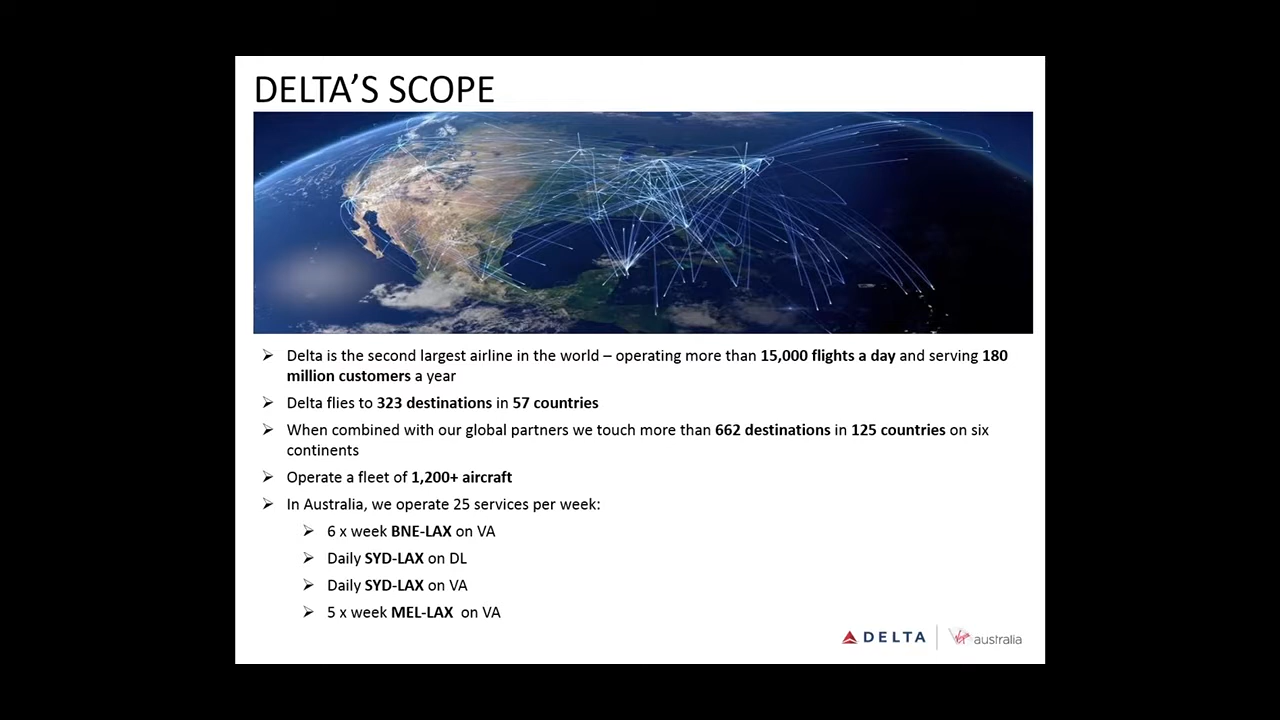 DELTA’S SCOPE
➢ Delta is the second largest airline in the world – operating more than 15,000 flights a day and serving 180
million customers a year
➢ Delta flies to 323 destinations in 57 countries
➢ When combined with our global partners we touch more than 662 destinations in 125 countries on six
continents
➢ Operate a fleet of 1,200+ aircraft
➢ In Australia, we operate 25 services per week:
➢ 6 x week BNE-LAX on VA
➢ Daily SYD-LAX on DL
➢ Daily SYD-LAX on VA
➢ 5 x week MEL-LAX on VA
DELTA Virgin australia